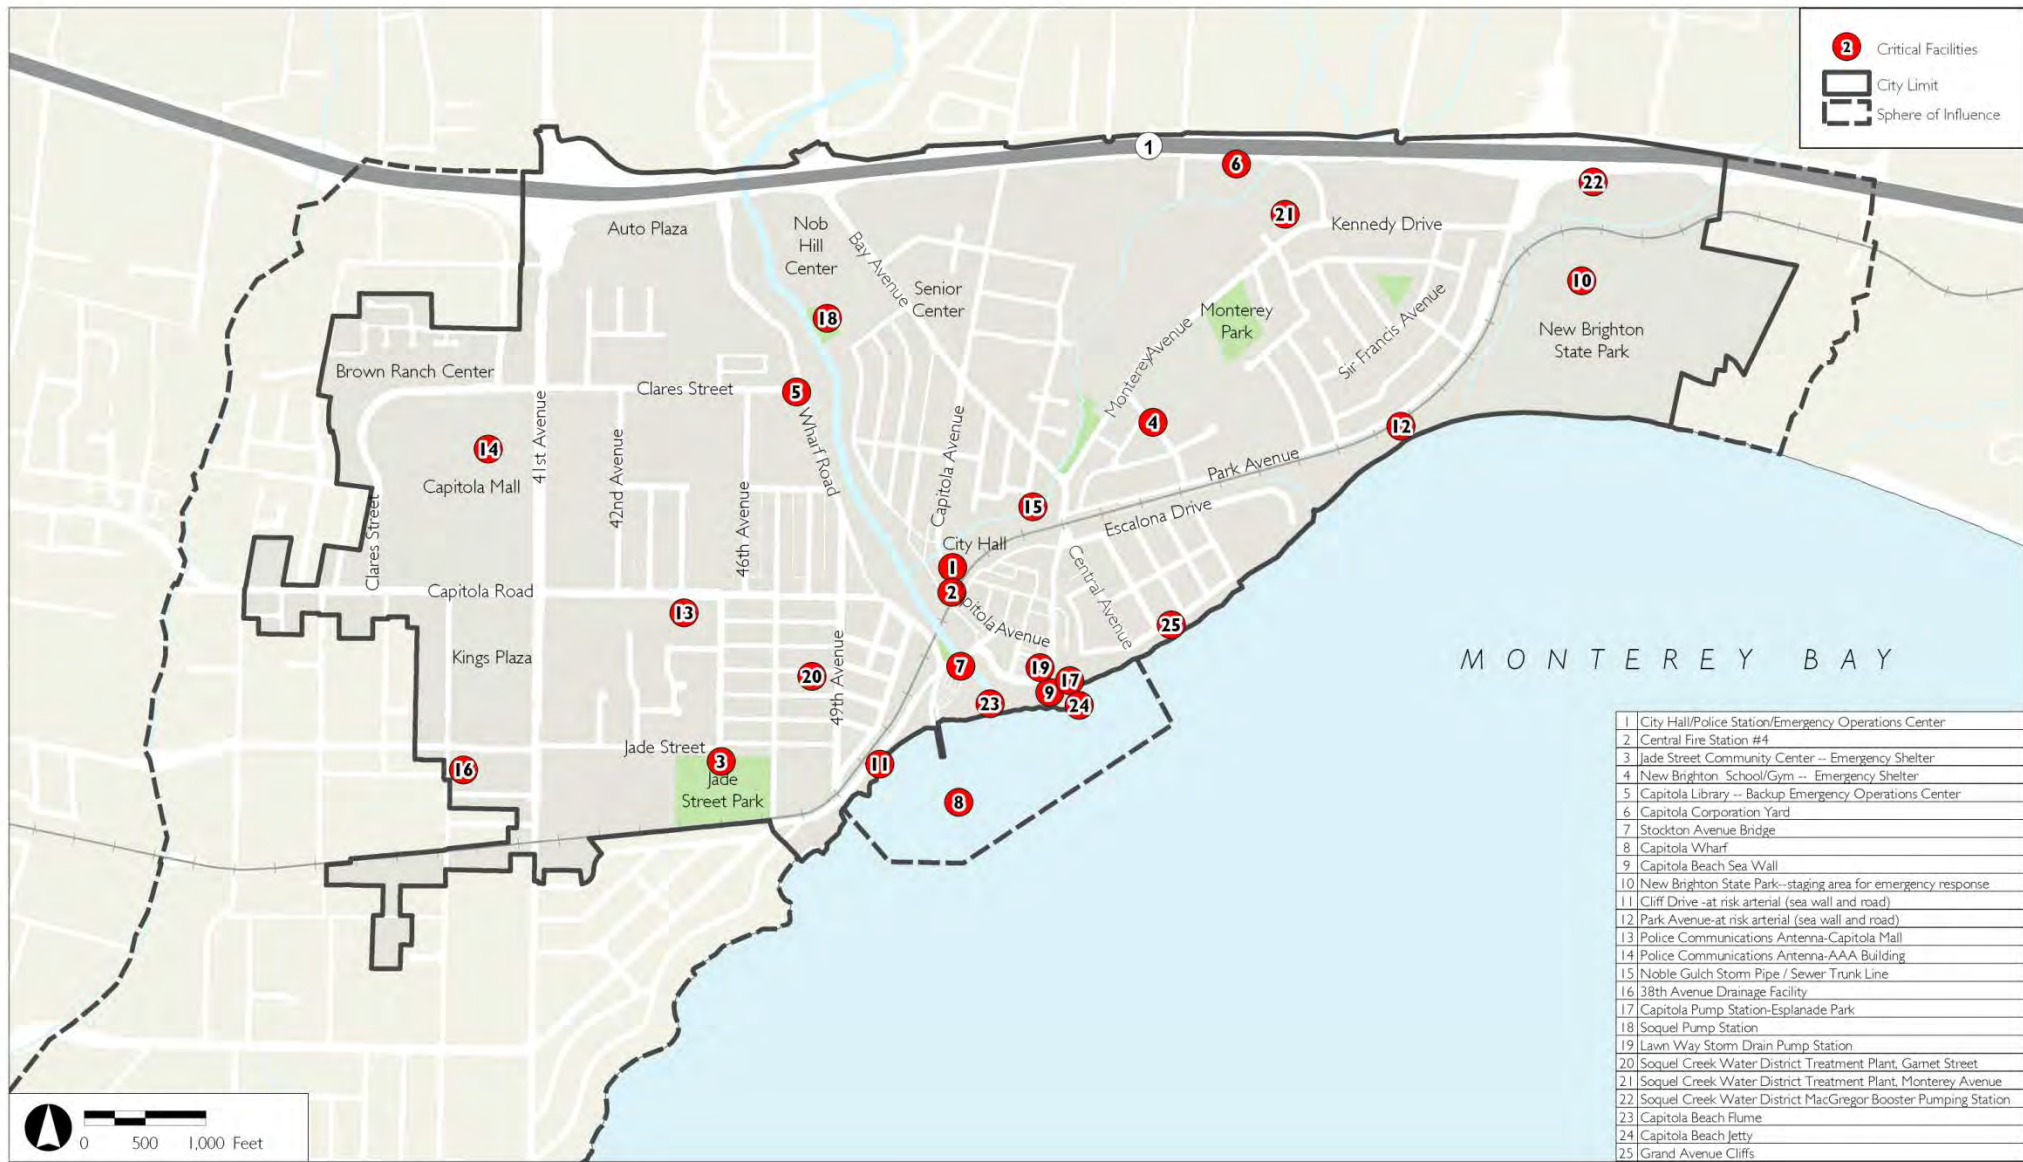 2 Critical Facilities
City Limit
Sphere of Influence
1
6
22
21
Auto Plaza
Nob
Hill
Center
Bay Avenue
Kennedy Drive
10
Senior
Center
18
Monterey
Park
Monterey Avenue
Sir Francis Avenue
New Brighton
State Park
Brown Ranch Center
Clares Street
5
Wharf Road
4
12
14
Capitola Mall
41st Avenue
42nd Avenue
46th Avenue
Capitola Avenue
Park Avenue
Escalona Drive
15
Clares Street
City Hall
1
2
Capitola Road
13
Capitola Avenue
Central Avenue
25
Kings Plaza
20
49th Avenue
7
19
17
9
24
23
MONTEREY BAY
Jade Street
3
Jade
Street Park
16
11
8
1 City Hall/Police Station/Emergency Operations Center
2 Central Fire Station #4
3 Jade Street Community Center -- Emergency Shelter
4 New Brighton School/Gym -- Emergency Shelter
5 Capitola Library -- Backup Emergency Operations Center
6 Capitola Corporation Yard
7 Stockton Avenue Bridge
8 Capitola Wharf
9 Capitola Beach Sea Wall
10 New Brighton State Park--staging area for emergency response
11 Cliff Drive -at risk arterial (sea wall and road)
12 Park Avenue-at risk arterial (sea wall and road)
13 Police Communications Antenna-Capitola Mall
14 Police Communications Antenna-AAA Building
15 Noble Gulch Storm Pipe / Sewer Trunk Line
16 38th Avenue Drainage Facility
17 Capitola Pump Station-Esplanade Park
18 Soquel Pump Station
19 Lawn Way Storm Drain Pump Station
20 Soquel Creek Water District Treatment Plant, Garnet Street
21 Soquel Creek Water District Treatment Plant, Monterey Avenue
22 Soquel Creek Water District MacGregor Booster Pumping Station
23 Capitola Beach Flume
24 Capitola Beach Jetty
25 Grand Avenue Cliffs
0 500 1,000 Feet